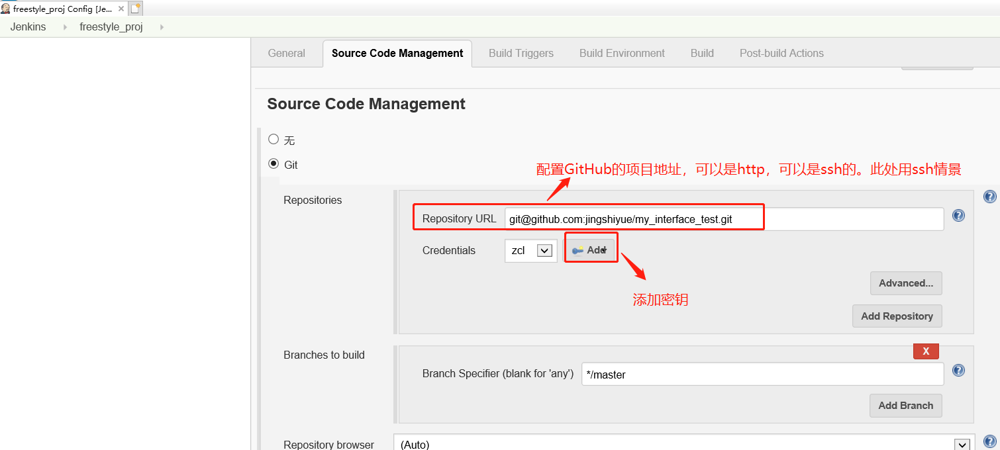 freestyle_proj Config [Je...
Jenkins freestyle_proj
General Source Code Management Build Triggers Build Environment Build Post-build Actions
Source Code Management
无
Git
配置GitHub的项目地址，可以是http，可以是ssh的。此处用ssh情景
Repositories
Repository URL git@github.com:jingshiyue/my_interface_test.git
Credentials zcl Add
Advanced...
添加密钥
Add Repository
Branches to build
X
Branch Specifier (blank for 'any') */master
Add Branch
Repository browser (Auto)